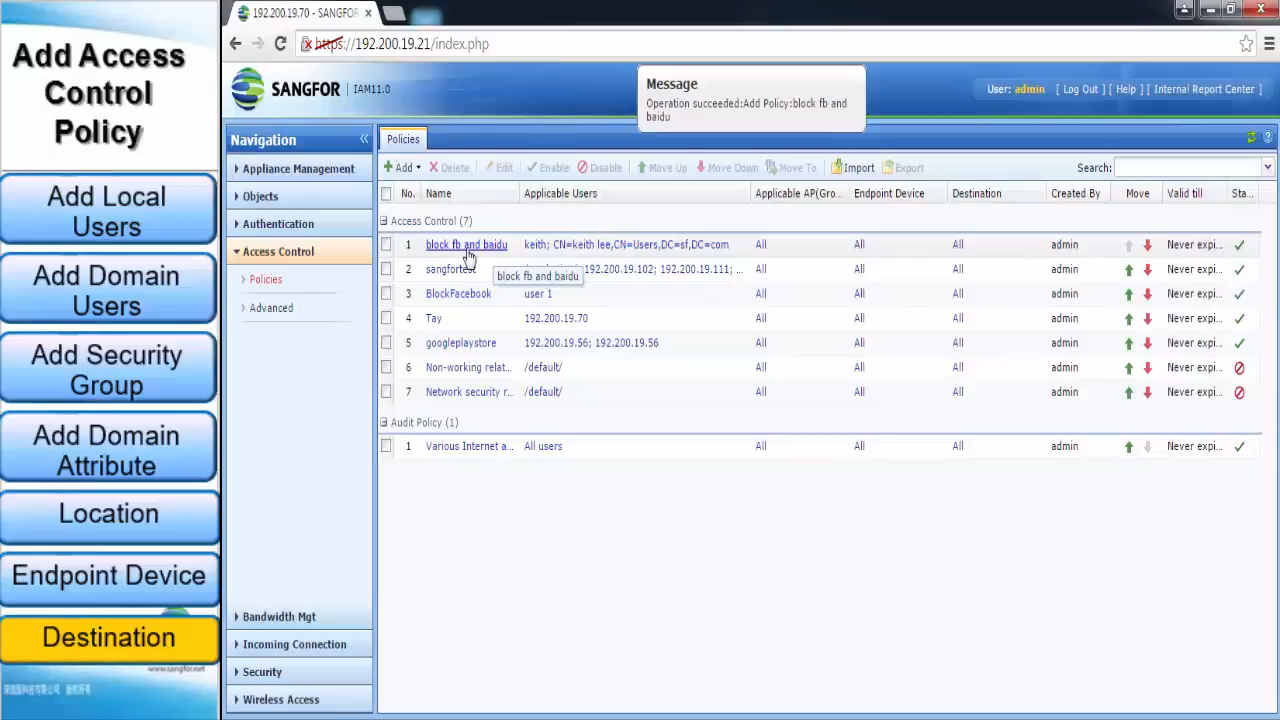 Add Access
Control
Policy
Add Local
Users
Add Domain
Users
Add Security
Group
Add Domain
Attribute
Location
Endpoint Device
Destination
www.sangfor.net
192.200.19.70 - SANGFOR
https://192.200.19.21/index.php
SANGFOR IAM11.0
Message
Operation succeeded:Add Policy:block fb and
baidu
User: admin [ Log Out ] [ Help ] [ Internal Report Center ]
Navigation
Appliance Management
Objects
Authentication
Access Control
Policies
Advanced
Bandwidth Mgt
Incoming Connection
Security
Wireless Access
Policies
Add Delete Edit Enable Disable Move Up Move Down Move To Import Export Search:
No. Name Applicable Users Applicable AP(Gro... Endpoint Device Destination Created By Move Valid till Sta...
Access Control (7)
1 block fb and baidu keith; CN=keith lee,CN=Users,DC=sf,DC=com All All All admin Never expi...
2 sangfortest 192.200.19.102; 192.200.19.111; ... All All All admin Never expi...
block fb and baidu
3 BlockFacebook user 1 All All All admin Never expi...
4 Tay 192.200.19.70 All All All admin Never expi...
5 googleplaystore 192.200.19.56; 192.200.19.56 All All All admin Never expi...
6 Non-working relat... /default/ All All All admin Never expi...
7 Network security r... /default/ All All All admin Never expi...
Audit Policy (1)
1 Various Internet a... All users All All All admin Never expi...